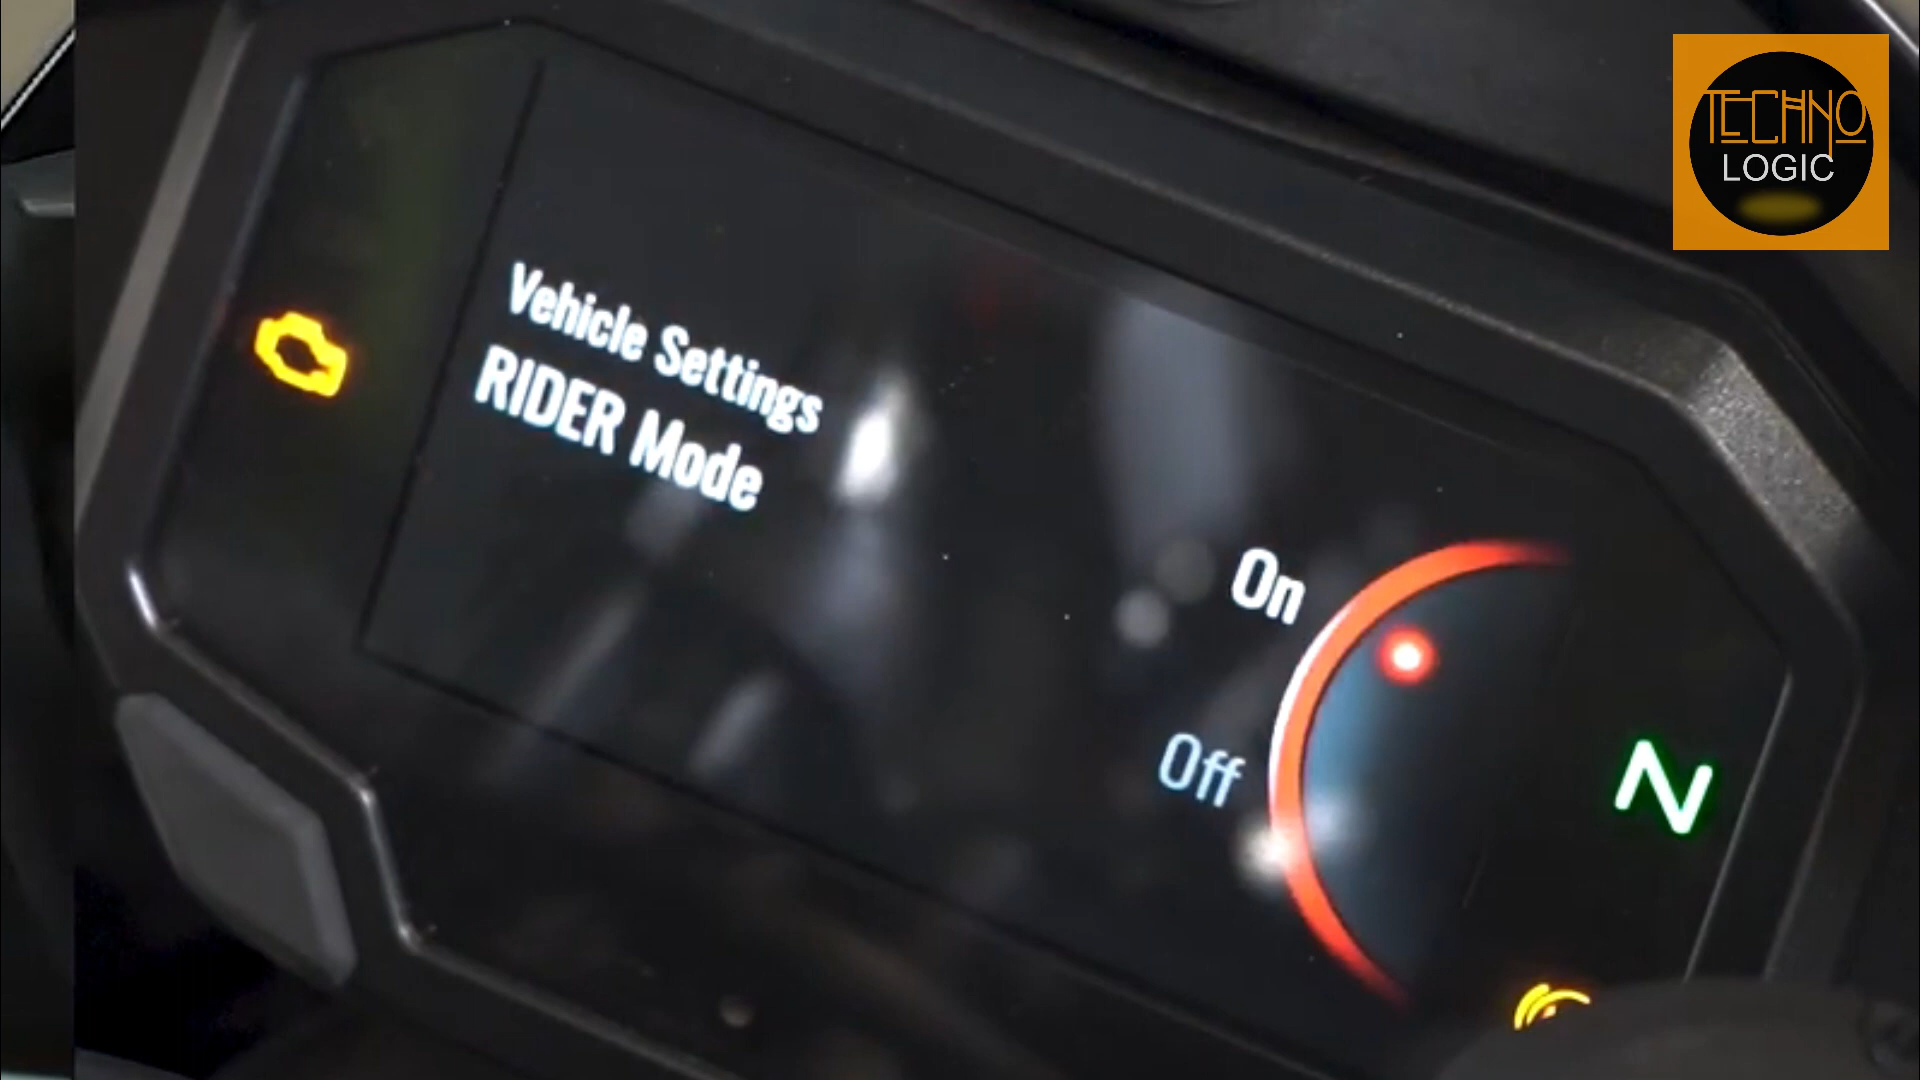 TECHNO
LOGIC
Vehicle Settings
RIDER Mode
On
Off
N